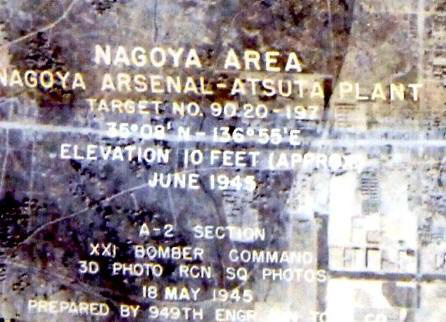 NAGOYA AREA
NAGOYA ARSENAL-ATSUTA PLANT
TARGET NO. 90.20-197
35°08' N - 136°55'E
ELEVATION 10 FEET (APPROX)
JUNE 1945
A-2 SECTION
XXI BOMBER COMMAND
3D PHOTO RCN SQ PHOTOS
18 MAY 1945
PREPARED BY 949TH ENGR CO